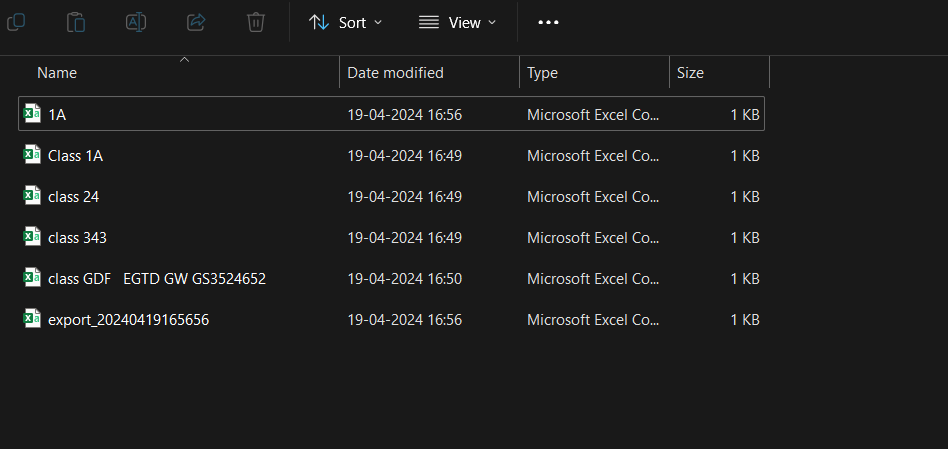 Sort View
Name Date modified Type Size
1A 19-04-2024 16:56 Microsoft Excel Co... 1 KB
Class 1A 19-04-2024 16:49 Microsoft Excel Co... 1 KB
class 24 19-04-2024 16:49 Microsoft Excel Co... 1 KB
class 343 19-04-2024 16:49 Microsoft Excel Co... 1 KB
class GDF   EGTD GW GS3524652 19-04-2024 16:50 Microsoft Excel Co... 1 KB
export_20240419165656 19-04-2024 16:56 Microsoft Excel Co... 1 KB